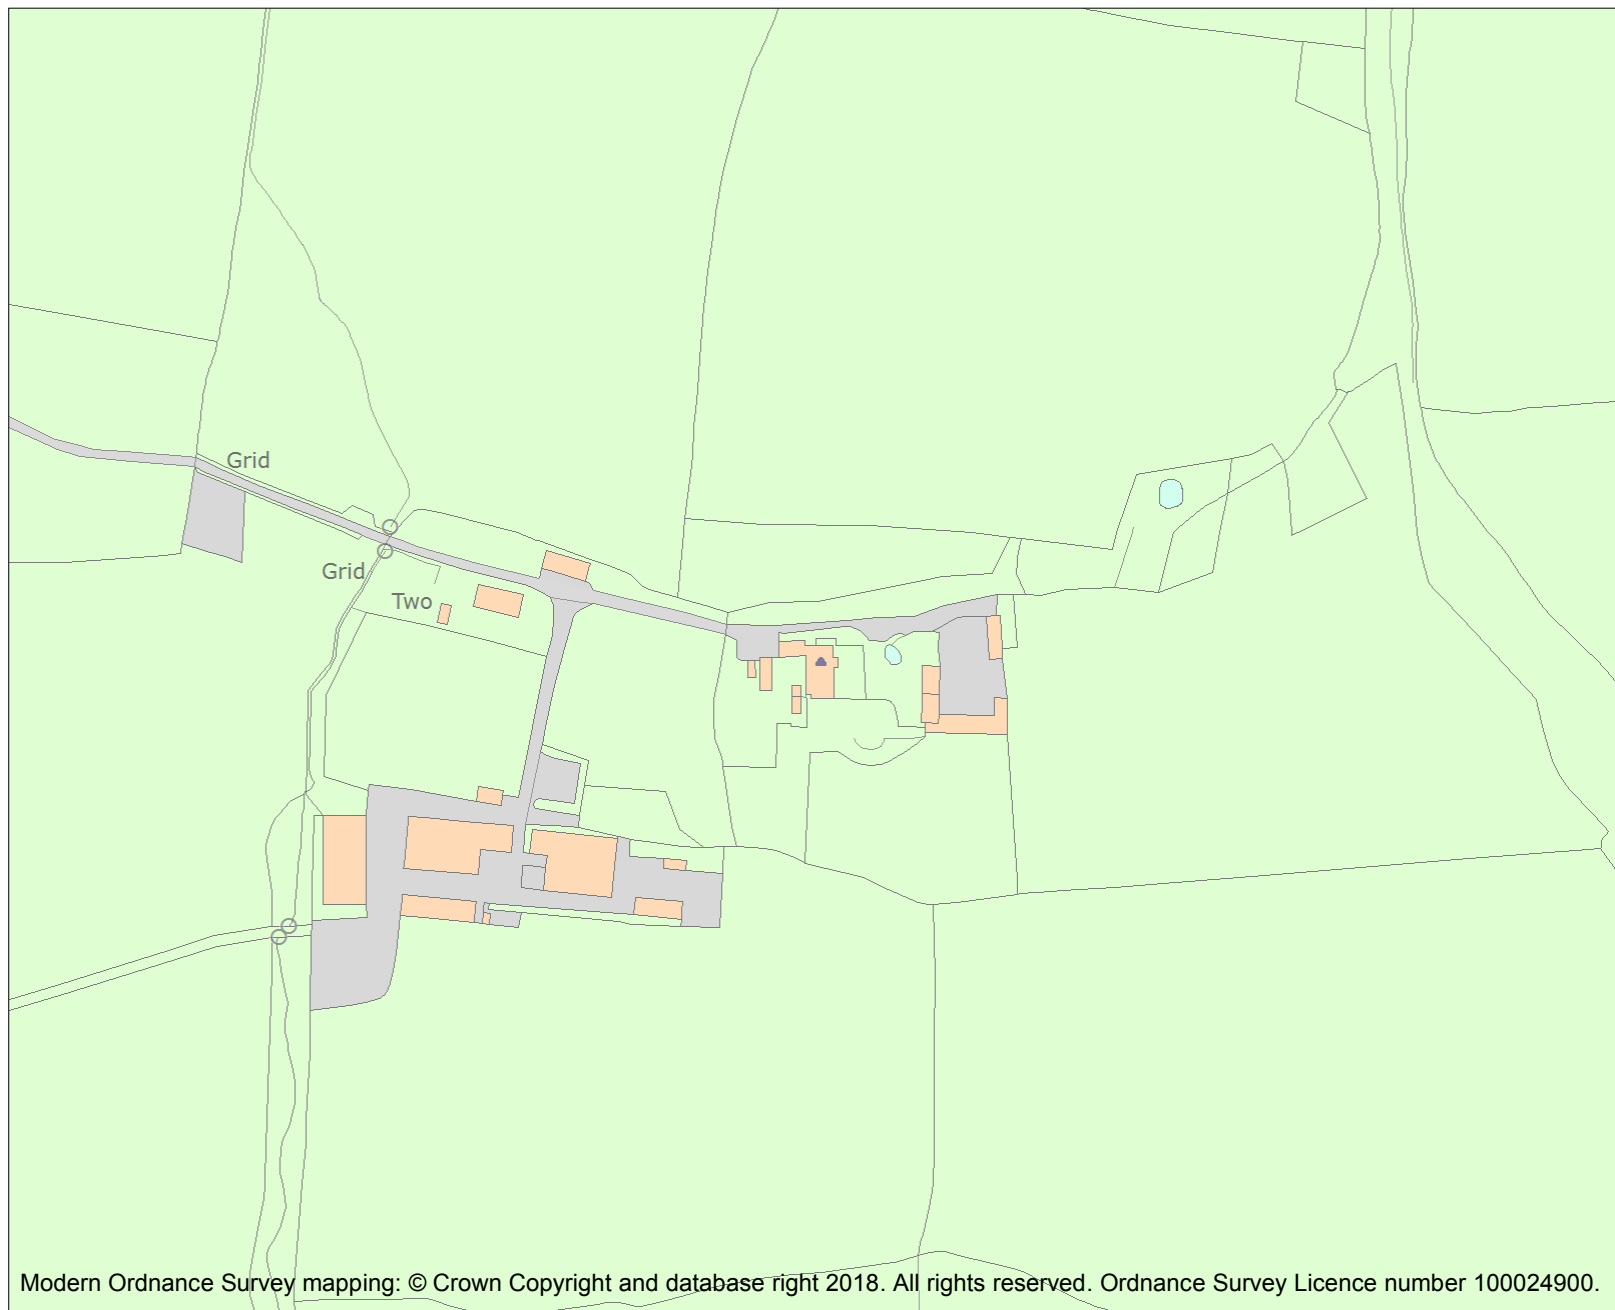 Grid
Grid
Two
Modern Ordnance Survey mapping: © Crown Copyright and database right 2018. All rights reserved. Ordnance Survey Licence number 100024900.